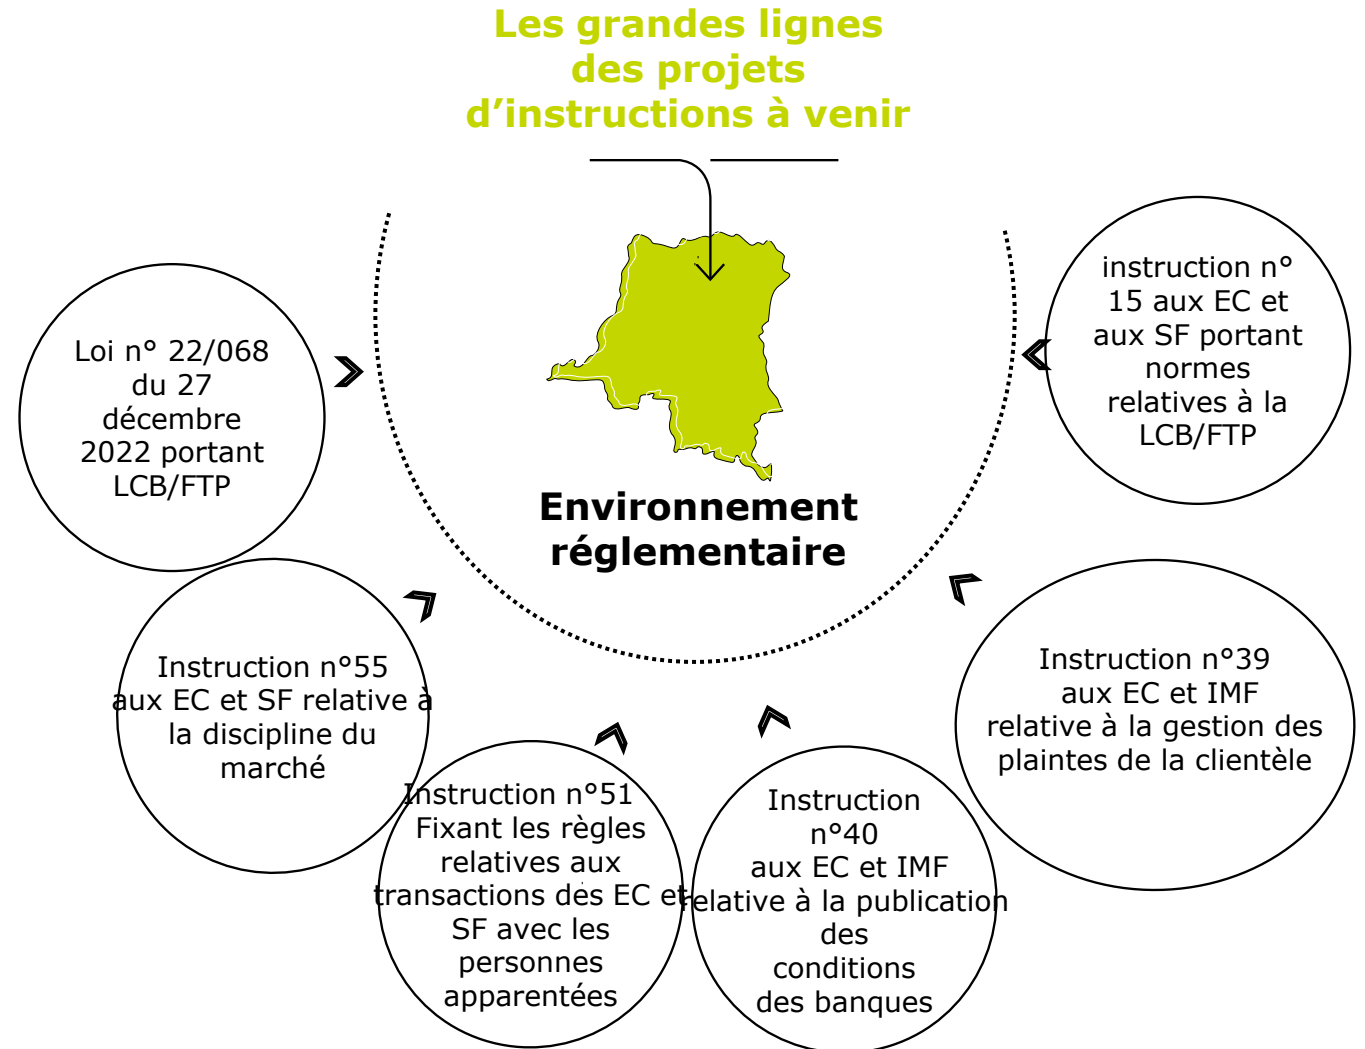 Les grandes lignes
des projets
d'instructions à venir
Loi n° 22/068
du 27
décembre
2022 portant
LCB/FTP
instruction n°
15 aux EC et
aux SF portant
normes
relatives à la
LCB/FTP
Environnement
réglementaire
Instruction n°55
aux EC et SF relative à
la discipline du
marché
Instruction n°39
aux EC et IMF
relative à la gestion des
plaintes de la clientèle
Instruction n°51
Fixant les règles
relatives aux
transactions des EC et
SF avec les
personnes
apparentées
Instruction
n°40
aux EC et IMF
relative à la publication
des
conditions
des banques